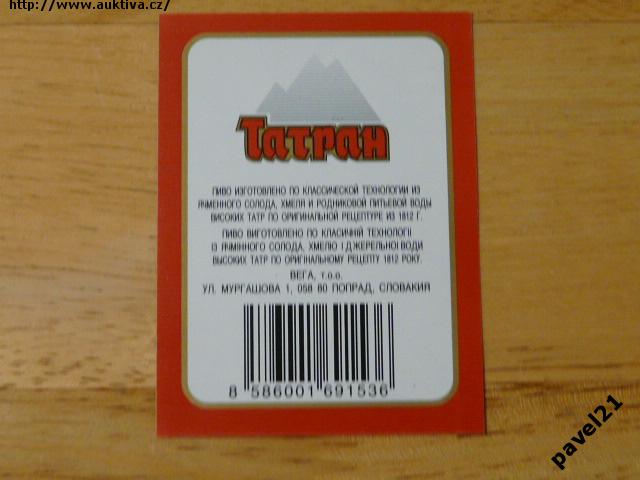 http://www.auktiva.cz/
Татран
ПИВО ИЗГОТОВЛЕНО ПО КЛАССИЧЕСКОЙ ТЕХНОЛОГИИ ИЗ
ЯЧМЕННОГО СОЛОДА, ХМЕЛЯ И РОДНИКОВОЙ ПИТЬЕВОЙ ВОДЫ
ВИСОКИХ ТАТР ПО ОРИГИНАЛЬНОЙ РЕЦЕПТУРЕ ИЗ 1812 Г.
ПИВО ВИГОТОВЛЕНО ПО КЛАСИЧНІЙ ТЕХНОЛОГІЇ
ІЗ ЯЧМІННОГО СОЛОДА, ХМЕЛЮ І ДЖЕРЕЛЬНОІ ВОДИ
ВЫСОКИХ ТАТР ПО ОРИГІНАЛЬНОМУ РЕЦЕПТУ 1812 РОКУ.
ВЕГА, т.о.о.
УЛ. МУРГАШОВА 1, 058 80 ПОПРАД, СЛОВАКИЯ
8 586001 691536
pavel21